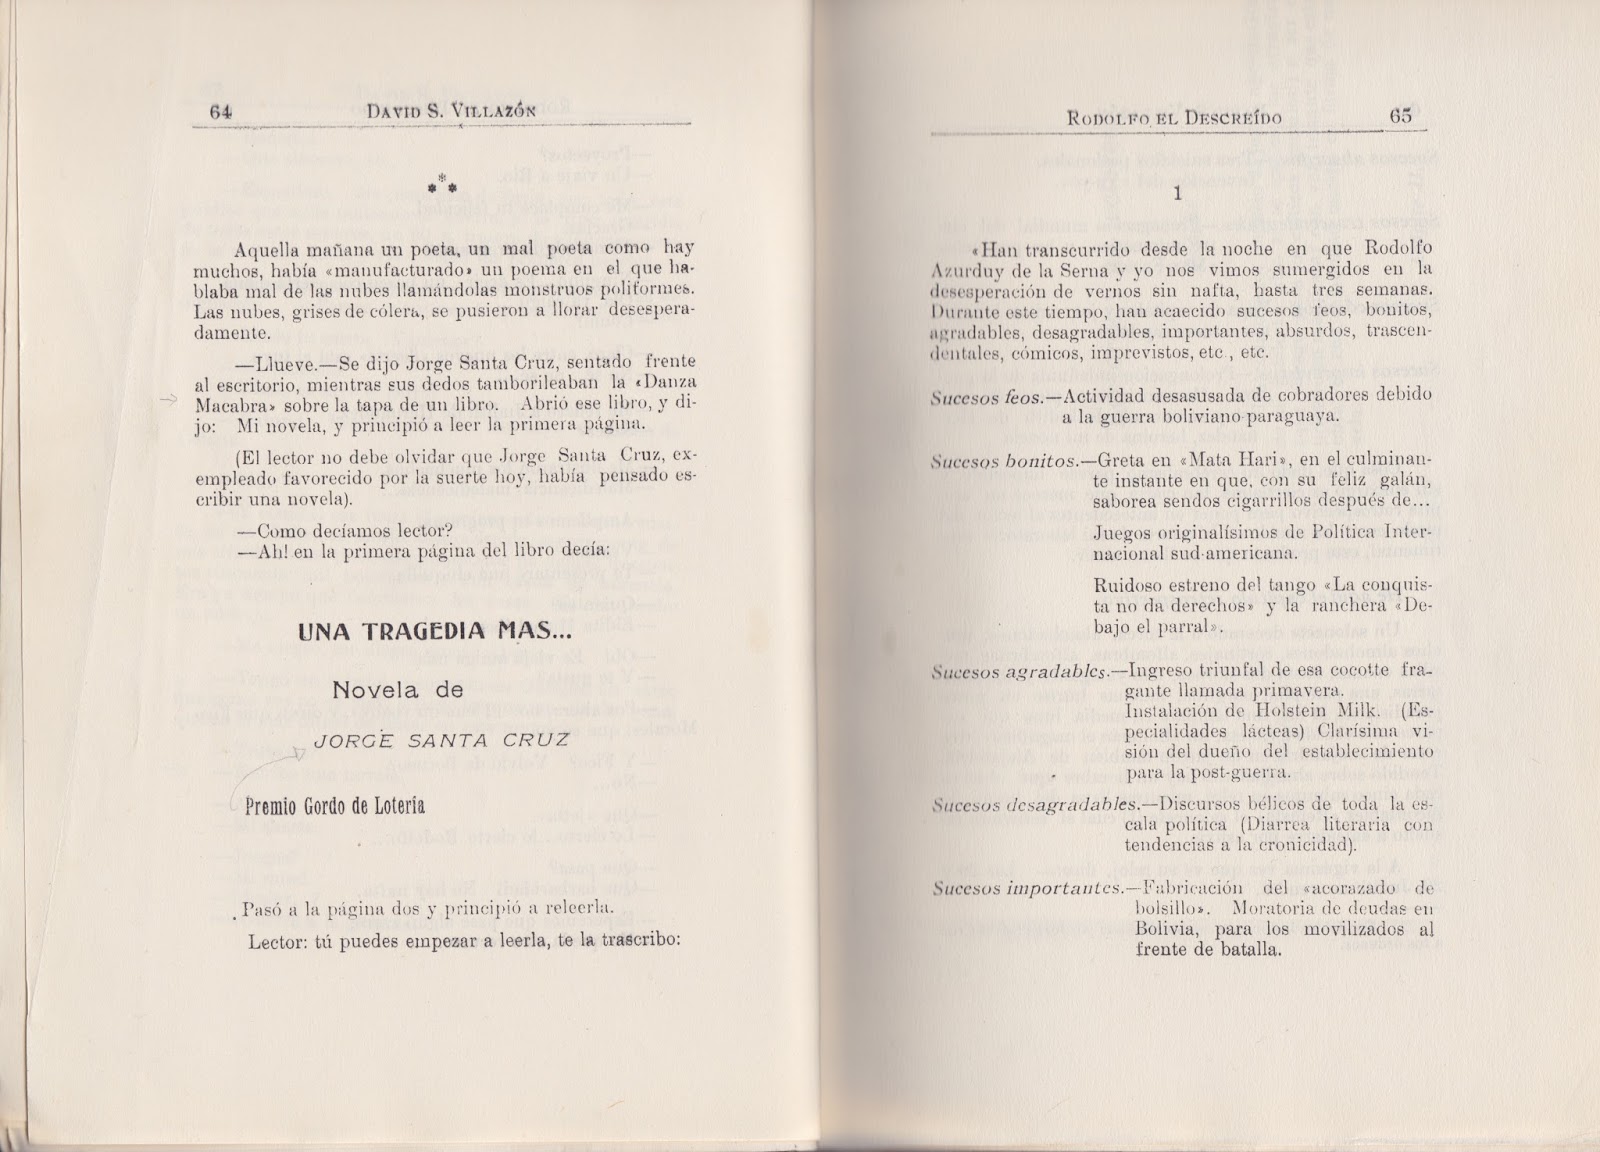 64
DAVID S. VILLAZÓN
Aquella mañana un poeta, un mal poeta como hay
muchos, había «manufacturado» un poema en el que ha-
blaba mal de las nubes llamándolas monstruos poliformes.
Las nubes, grises de cólera, se pusieron a llorar desespera-
damente.
—Llueve.—Se dijo Jorge Santa Cruz, sentado frente
al escritorio, mientras sus dedos tamborileaban la «Danza
Macabra» sobre la tapa de un libro. Abrió ese libro, y di-
jo: Mi novela, y principió a leer la primera página.
(El lector no debe olvidar que Jorge Santa Cruz, ex-
empleado favorecido por la suerte hoy, había pensado es-
cribir una novela).
—Como decíamos lector?
—Ah! en la primera página del libro decía:
UNA TRAGEDIA MAS...
Novela de
JORGE SANTA CRUZ
Premio Gordo de Lotería
Pasó a la página dos y principió a releerla.
Lector: tú puedes empezar a leerla, te la trascribo:
RODOLFO EL DESCREÍDO
65
1
«Han transcurrido desde la noche en que Rodolfo
Azurduy de la Serna y yo nos vimos sumergidos en la
desesperación de vernos sin nafta, hasta tres semanas.
Durante este tiempo, han acaecido sucesos feos, bonitos,
agradables, desagradables, importantes, absurdos, trascen-
dentales, cómicos, imprevistos, etc., etc.
Sucesos feos.—Actividad desasusada de cobradores debido
a la guerra boliviano-paraguaya.
Sucesos bonitos.—Greta en «Mata Hari», en el culminan-
te instante en que, con su feliz galán,
saborea sendos cigarrillos después de...
Juegos originalísimos de Política Inter-
nacional sud-americana.
Ruidoso estreno del tango «La conquis-
ta no da derechos» y la ranchera «De-
bajo el parral».
Sucesos agradables.—Ingreso triunfal de esa cocotte fra-
gante llamada primavera.
Instalación de Holstein Milk. (Es-
pecialidades lácteas) Clarísima vi-
sión del dueño del establecimiento
para la post-guerra.
Sucesos desagradables.—Discursos bélicos de toda la es-
cala política (Diarrea literaria con
tendencias a la cronicidad).
Sucesos importantes.—Fabricación del «acorazado de
bolsillo». Moratoria de deudas en
Bolivia, para los movilizados al
frente de batalla.